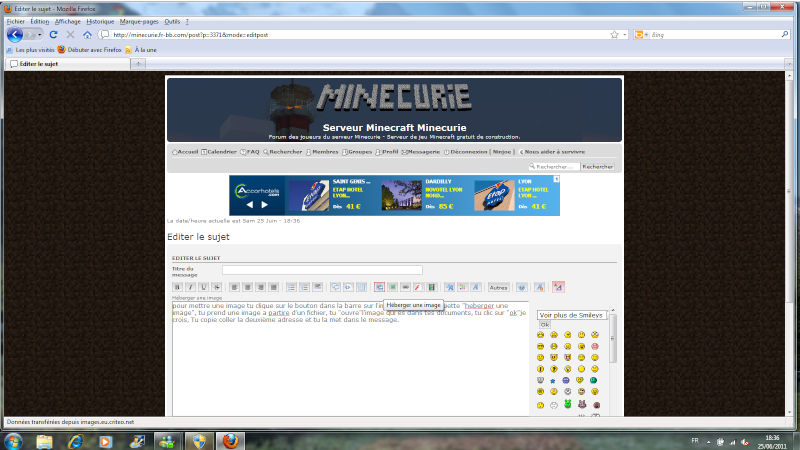 Editer le sujet - Mozilla Firefox
Fichier Édition Affichage Historique Marque-pages Outils ?
http://minecurie.fr-bb.com/post?p=3371&mode=editpost
Bing
Les plus visités Débuter avec Firefox À la une
Editer le sujet
MINECURIE
Serveur Minecraft Minecurie
Forum des joueurs du serveur Minecurie - Serveur de jeu Minecraft gratuit de construction.
Accueil Calendrier FAQ Rechercher Membres Groupes Profil Messagerie Déconnexion [ Ninjoe ] Nous aider à survivre
Rechercher... Rechercher
Accorhotels.com
SAINT GENIS ...
ETAP HOTEL
LYON...
Dès 41 €
DARDILLY
NOVOTEL LYON
NORD...
Dès 85 €
Etap
HOTEL
LYON
ETAP HOTEL
LYON...
Dès 41 €
La date/heure actuelle est Sam 25 Juin - 18:36
Editer le sujet
EDITER LE SUJET
Titre du
message
B I U S
Autres
Héberger une image
Héberger une image
pour mettre une image tu clique sur le bouton dans la barre sur l'im
"heberger une
image", tu prend une image a partire d'un fichier, tu "ouvre"l'image qui es dans tes documents, tu clic sur "ok"je
crois, Tu copie coller la deuxième adresse et tu la met dans le message.
Voir plus de Smileys
Ok
Données transférées depuis images.eu.criteo.net
FR
18:36
25/06/2011